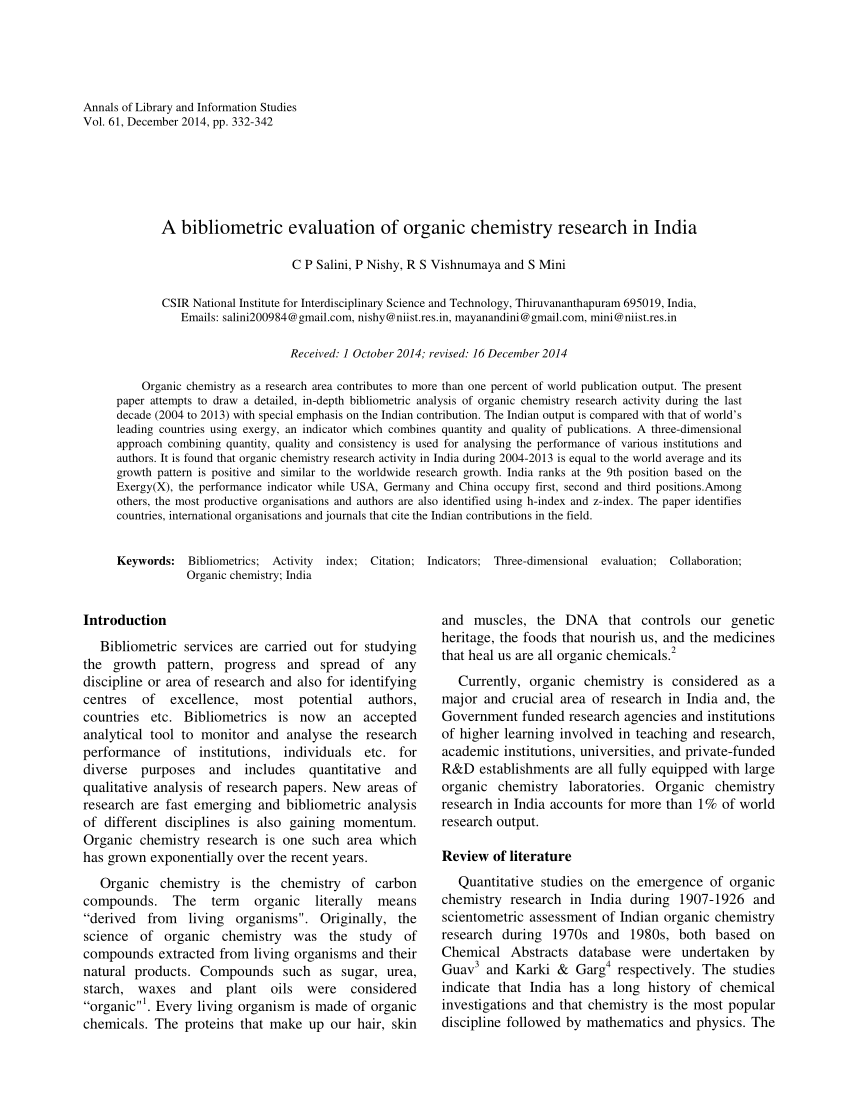 Annals of Library and Information Studies
Vol. 61, December 2014, pp. 332-342
A bibliometric evaluation of organic chemistry research in India
C P Salini, P Nishy, R S Vishnumaya and S Mini
CSIR National Institute for Interdisciplinary Science and Technology, Thiruvananthapuram 695019, India,
Emails: salini200984@gmail.com, nishy@niist.res.in, mayanandini@gmail.com, mini@niist.res.in
Received: 1 October 2014; revised: 16 December 2014
Organic chemistry as a research area contributes to more than one percent of world publication output. The present
paper attempts to draw a detailed, in-depth bibliometric analysis of organic chemistry research activity during the last
decade (2004 to 2013) with special emphasis on the Indian contribution. The Indian output is compared with that of world's
leading countries using exergy, an indicator which combines quantity and quality of publications. A three-dimensional
approach combining quantity, quality and consistency is used for analysing the performance of various institutions and
authors. It is found that organic chemistry research activity in India during 2004-2013 is equal to the world average and its
growth pattern is positive and similar to the worldwide research growth. India ranks at the 9th position based on the
Exergy(X), the performance indicator while USA, Germany and China occupy first, second and third positions.Among
others, the most productive organisations and authors are also identified using h-index and z-index. The paper identifies
countries, international organisations and journals that cite the Indian contributions in the field.
Keywords: Bibliometrics; Activity index; Citation; Indicators; Three-dimensional evaluation; Collaboration;
Organic chemistry; India
Introduction
Bibliometric services are carried out for studying
the growth pattern, progress and spread of any
discipline or area of research and also for identifying
centres of excellence, most potential authors,
countries etc. Bibliometrics is now an accepted
analytical tool to monitor and analyse the research
performance of institutions, individuals etc. for
diverse purposes and includes quantitative and
qualitative analysis of research papers. New areas of
research are fast emerging and bibliometric analysis
of different disciplines is also gaining momentum.
Organic chemistry research is one such area which
has grown exponentially over the recent years.
Organic chemistry is the chemistry of carbon
compounds. The term organic literally means
“derived from living organisms". Originally, the
science of organic chemistry was the study of
compounds extracted from living organisms and their
natural products. Compounds such as sugar, urea,
starch, waxes and plant oils were considered
“organic"1. Every living organism is made of organic
chemicals. The proteins that make up our hair, skin
and muscles, the DNA that controls our genetic
heritage, the foods that nourish us, and the medicines
that heal us are all organic chemicals.2
Currently, organic chemistry is considered as a
major and crucial area of research in India and, the
Government funded research agencies and institutions
of higher learning involved in teaching and research,
academic institutions, universities, and private-funded
R&D establishments are all fully equipped with large
organic chemistry laboratories. Organic chemistry
research in India accounts for more than 1% of world
research output.
Review of literature
Quantitative studies on the emergence of organic
chemistry research in India during 1907-1926 and
scientometric assessment of Indian organic chemistry
research during 1970s and 1980s, both based on
Chemical Abstracts database were undertaken by
Guav3 and Karki & Garg4 respectively. The studies
indicate that India has a long history of chemical
investigations and that chemistry is the most popular
discipline followed by mathematics and physics. The